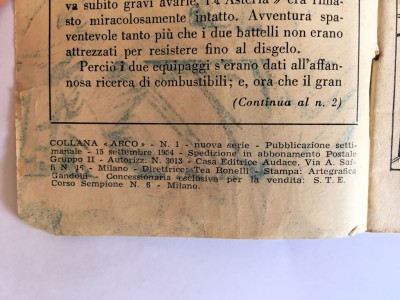 va subito gravi avarie, l'« Asteria » era rima-
sto miracolosamente intatto. Avventura spa-
ventevole tanto più che i due battelli non erano
attrezzati per resistere fino al disgelo.
Perciò i due equipaggi s'erano dati all'affan-
nosa ricerca di combustibili; e, ora che il gran
(Continua al n. 2)
COLLANA «ARCO» - N. 1 - nuova serie - Pubblicazione setti-
manale - 15 settembre 1954 - Spedizione in abbonamento Postale
Gruppo II - Autorizz. N. 3013 - Casa Editrice Audace, Via A. Saf-
fi N. - Milano - Direttrice: Tea Bonelli - Stampa: Artegrafica
Gandola - Concessionaria esclusiva per la vendita: S. T. E.
Corso Sempione N. 6 - Milano.